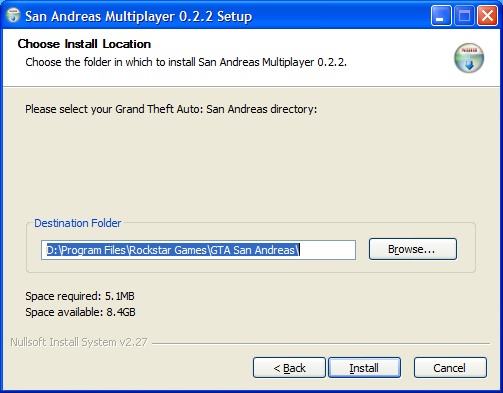 San Andreas Multiplayer 0.2.2 Setup
Choose Install Location
Choose the folder in which to install San Andreas Multiplayer 0.2.2.
Please select your Grand Theft Auto: San Andreas directory:
Destination Folder
D:\Program Files\Rockstar Games\GTA San Andreas\
Browse...
Space required: 5.1MB
Space available: 8.4GB
Nullsoft Install System v2.27
< Back
Install
Cancel